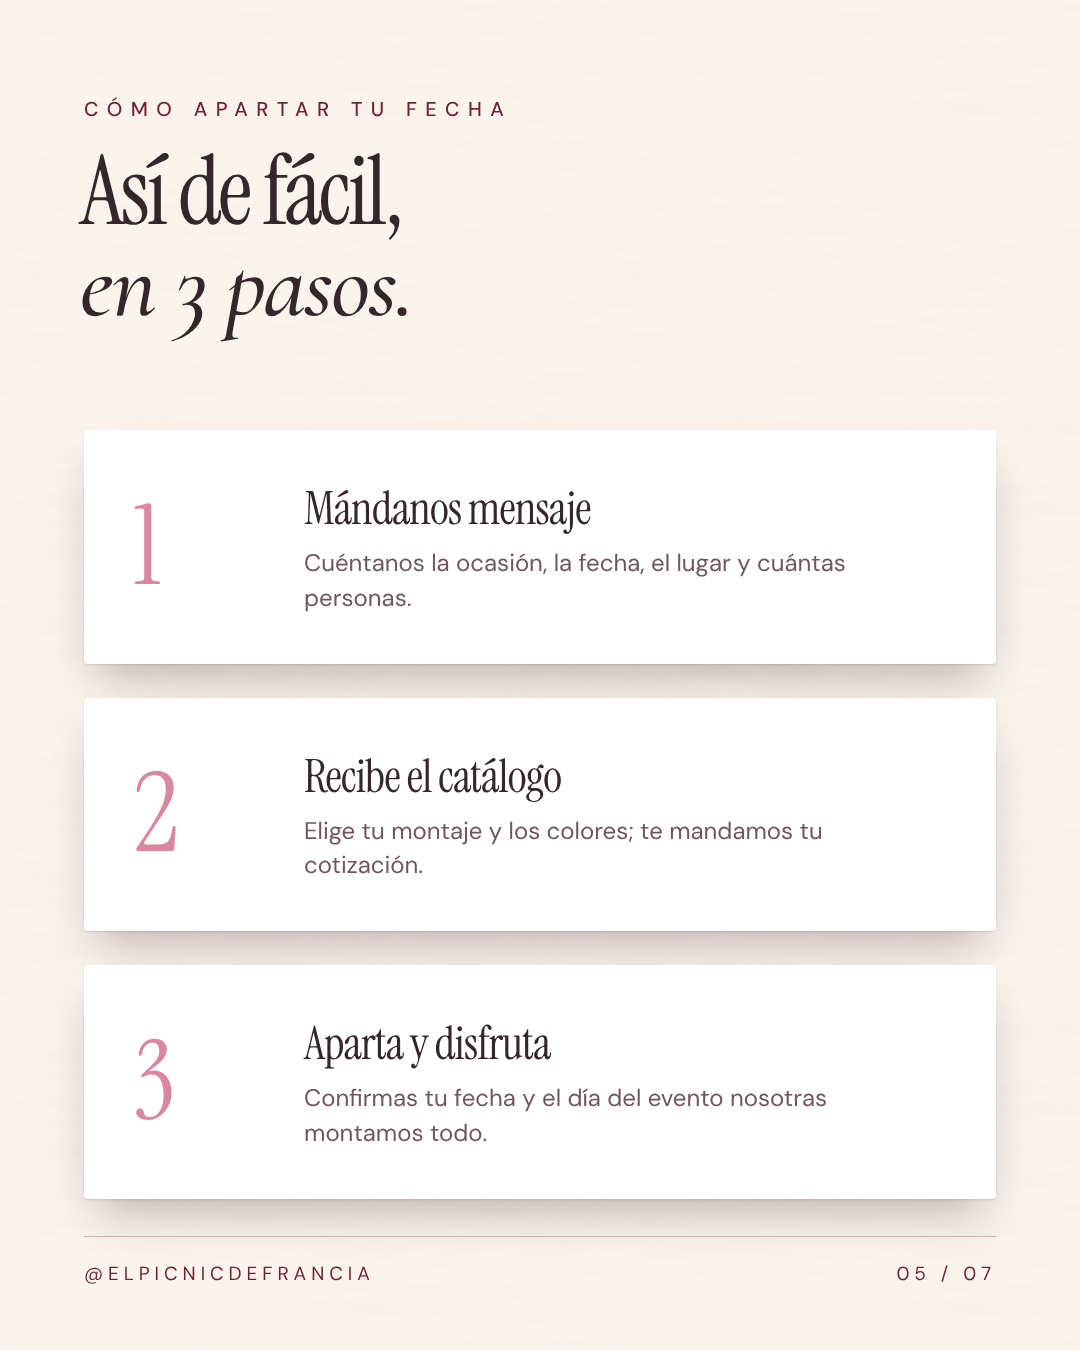 CÓMO APARTAR TU FECHA
Así de fácil,
en 3 pasos.
1
Mándanos mensaje
Cuéntanos la ocasión, la fecha, el lugar y cuántas
personas.
2
Recibe el catálogo
Elige tu montaje y los colores; te mandamos tu
cotización.
3
Aparta y disfruta
Confirmas tu fecha y el día del evento nosotras
montamos todo.
@ELPICNICDEFRANCIA
05 / 07